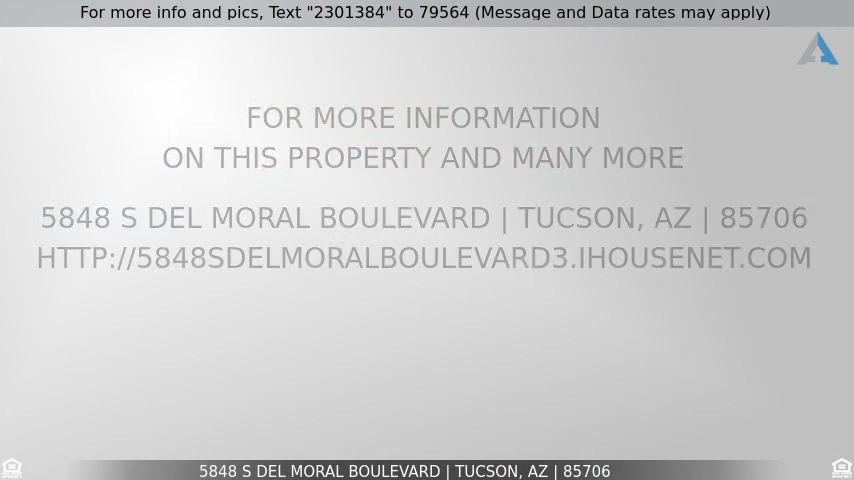 For more info and pics, Text "2301384" to 79564 (Message and Data rates may apply)
FOR MORE INFORMATION
ON THIS PROPERTY AND MANY MORE
5848 S DEL MORAL BOULEVARD | TUCSON, AZ | 85706
HTTP://5848SDELMORALBOULEVARD3.IHOUSENET.COM
5848 S DEL MORAL BOULEVARD | TUCSON, AZ | 85706